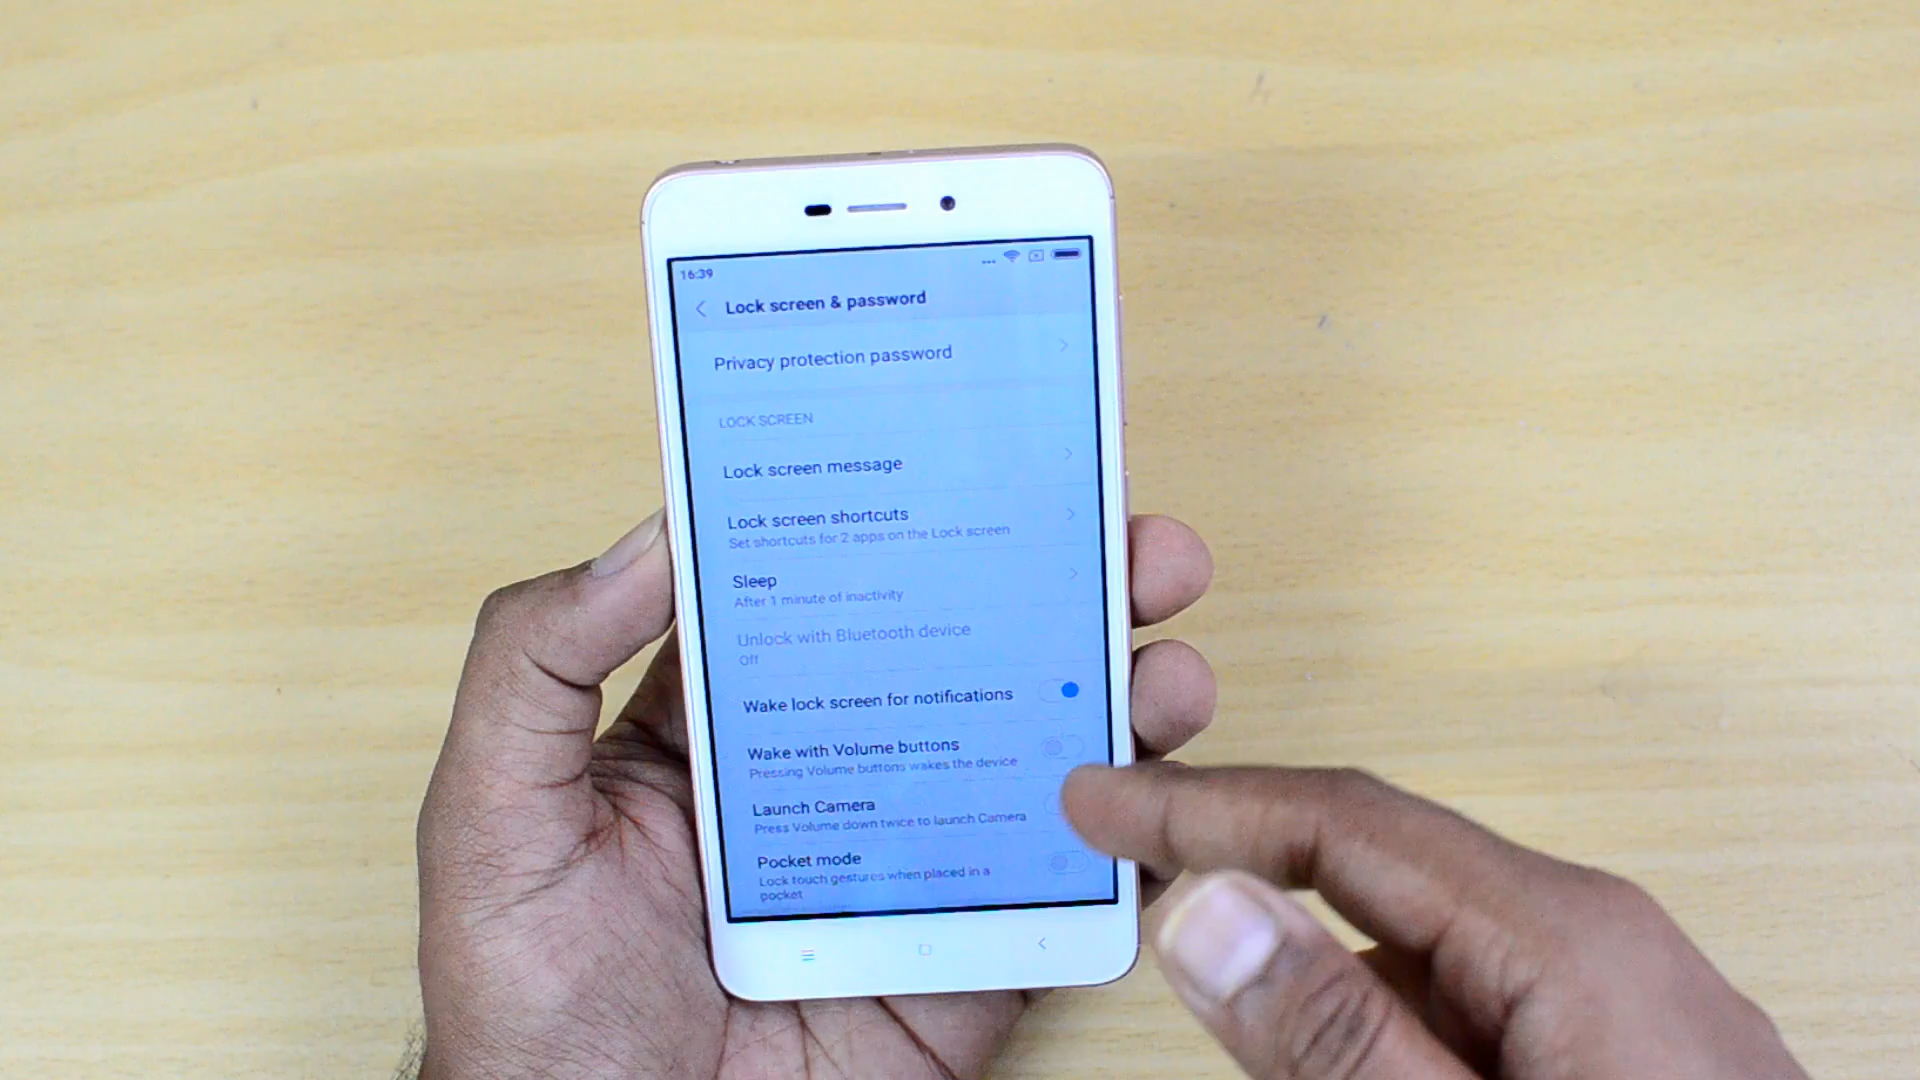 16:39
Lock screen & password
Privacy protection password
LOCK SCREEN
Lock screen message
Lock screen shortcuts
Set shortcuts for 2 apps on the Lock screen
Sleep
After 1 minute of inactivity
Unlock with Bluetooth device
Off
Wake lock screen for notifications
Wake with Volume buttons
Pressing Volume buttons wakes the device
Launch Camera
Press Volume down twice to launch Camera
Pocket mode
Lock touch gestures when placed in a
pocket